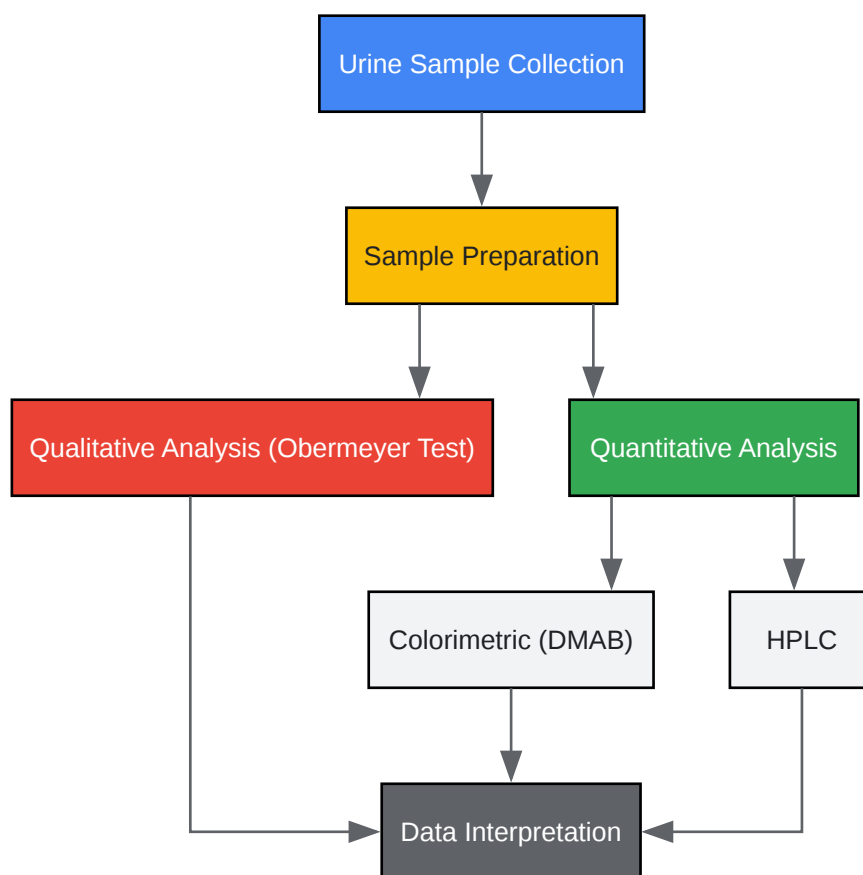 Urine Sample Collection
Sample Preparation
Qualitative Analysis (Obermeyer Test)
Quantitative Analysis
Colorimetric (DMAB)
HPLC
Data Interpretation